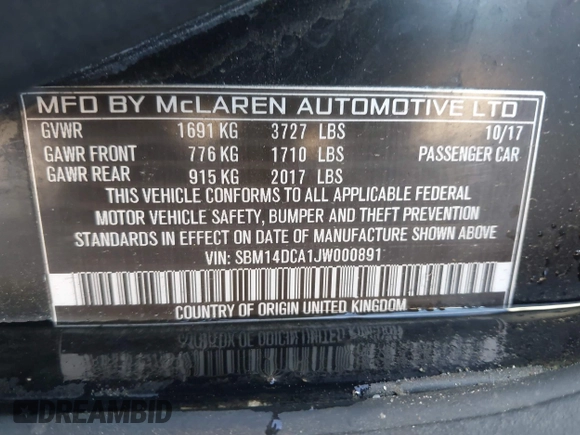 MFD BY McLAREN AUTOMOTIVE LTD
GVWR 1691 KG 3727 LBS 10/17
GAWR FRONT 776 KG 1710 LBS PASSENGER CAR
GAWR REAR 915 KG 2017 LBS
THIS VEHICLE CONFORMS TO ALL APPLICABLE FEDERAL
MOTOR VEHICLE SAFETY, BUMPER AND THEFT PREVENTION
STANDARDS IN EFFECT ON DATE OF MANUFACTURE SHOWN ABOVE
VIN: SBM14DCA1JW000891
COUNTRY OF ORIGIN UNITED KINGDOM
DREAMBID